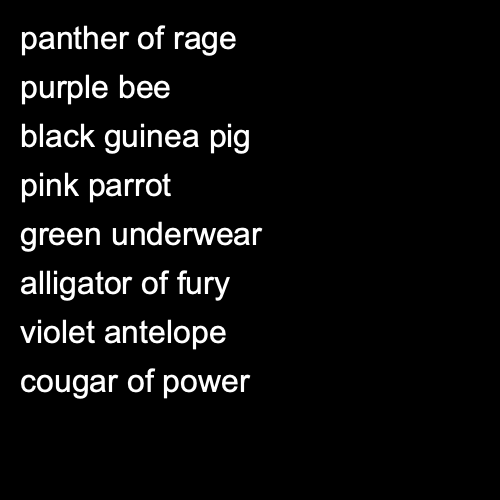 panther of rage
purple bee
black guinea pig
pink parrot
green underwear
alligator of fury
violet antelope
cougar of power